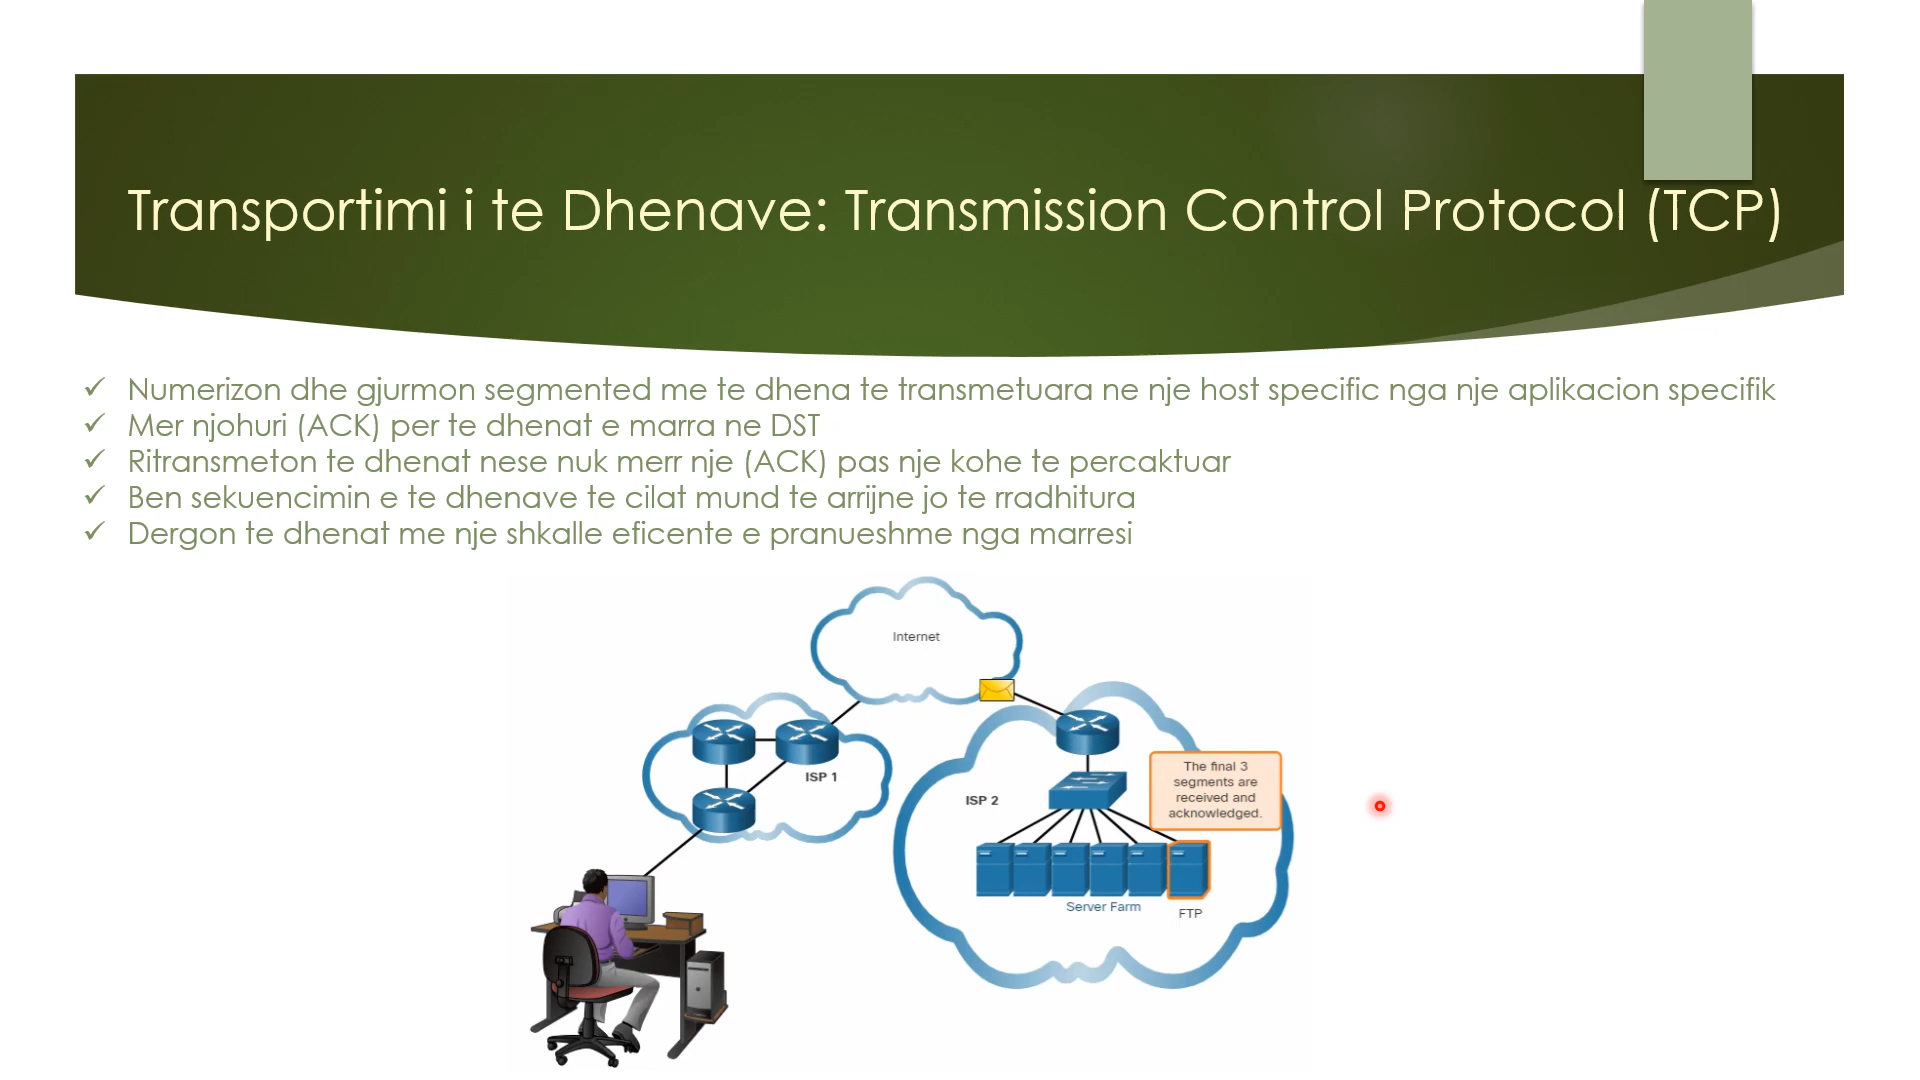 Transportimi i te Dhenave: Transmission Control Protocol (TCP)
Numerizon dhe gjurmon segmented me te dhena te transmetuara ne nje host specific nga nje aplikacion specifik
Mer njohuri (ACK) per te dhenat e marra ne DST
Ritransmeton te dhenat nese nuk merr nje (ACK) pas nje kohe te percaktuar
Ben sekuencimin e te dhenave te cilat mund te arrijne jo te rradhitura
Dergon te dhenat me nje shkalle eficente e pranueshme nga marresi
Internet
ISP 1
ISP 2
The final 3
segments are
received and
acknowledged.
Server Farm
FTP